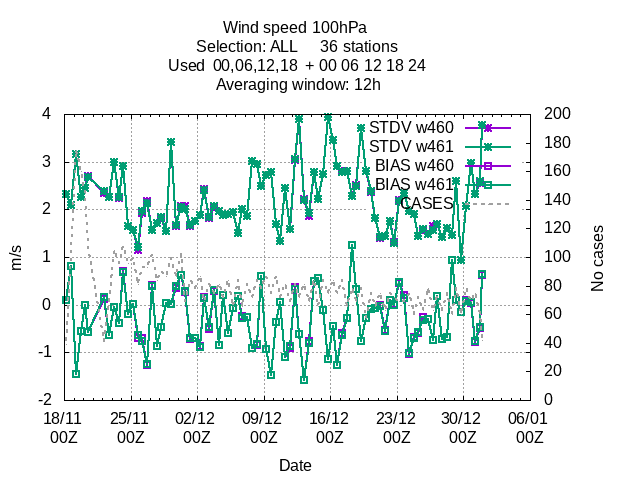 Wind speed 100hPa
Selection: ALL 36 stations
Used 00,06,12,18 + 00 06 12 18 24
Averaging window: 12h
STDV w460
STDV w461
BIAS w460
BIAS w461
CASES
4
3
2
1
0
-1
-2
m/s
200
180
160
140
120
100
80
60
40
20
0
No cases
18/11 25/11 02/12 09/12 16/12 23/12 30/12 06/01
00Z 00Z 00Z 00Z 00Z 00Z 00Z 00Z
Date